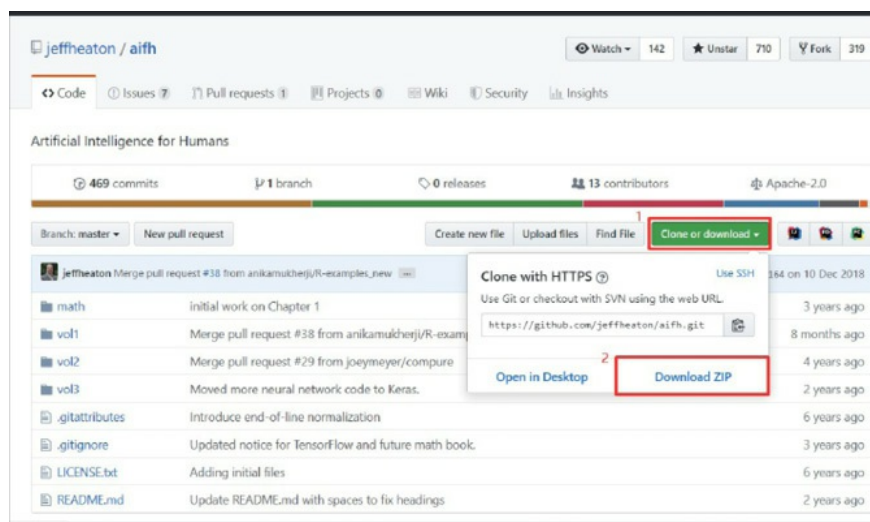 jeffheaton / aifh
Watch 142 Unstar 710 Fork 319
Code Issues 7 Pull requests 1 Projects 0 Wiki Security Insights
Artificial Intelligence for Humans
469 commits 1 branch 0 releases 13 contributors Apache-2.0
1
Branch: master New pull request Create new file Upload files Find File Clone or download
jeffheaton Merge pull request #38 from anikamukherji/R-examples_new ... 164 on 10 Dec 2018
Clone with HTTPS Use SSH
Use Git or checkout with SVN using the web URL.
https://github.com/jeffheaton/aifh.git
2
Open in Desktop Download ZIP
math initial work on Chapter 1 3 years ago
vol1 Merge pull request #38 from anikamukherji/R-examp 8 months ago
vol2 Merge pull request #29 from joeymeyer/compure 4 years ago
vol3 Moved more neural network code to Keras. 2 years ago
.gitattributes Introduce end-of-line normalization 6 years ago
.gitignore Updated notice for TensorFlow and future math book. 3 years ago
LICENSE.txt Adding initial files 6 years ago
README.md Update README.md with spaces to fix headings 2 years ago